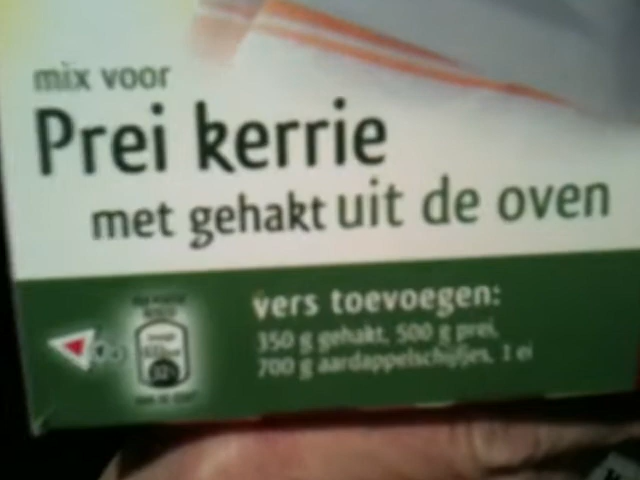 mix voor
Prei kerrie
met gehakt uit de oven
vers toevoegen:
350 g gehakt, 500 g prei,
700 g aardappelschijfjes, 1 ei